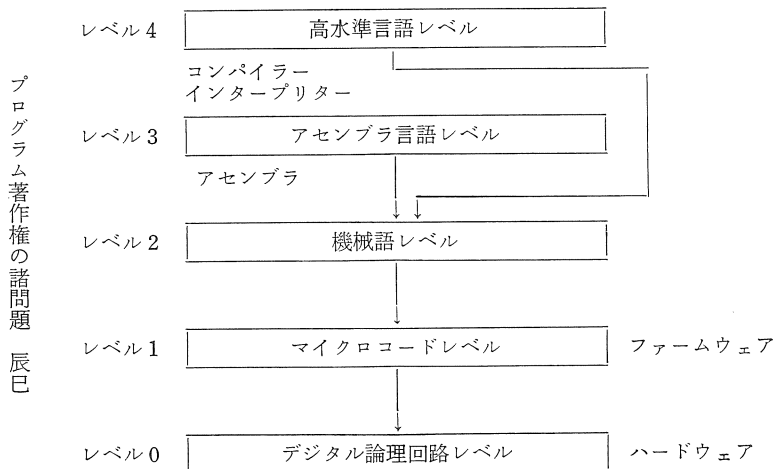 プログラム著作権の諸問題 辰巳
レベル4 高水準言語レベル
コンパイラー
インタープリター
レベル3 アセンブラ言語レベル
アセンブラ
レベル2 機械語レベル
レベル1 マイクロコードレベル ファームウェア
レベル0 デジタル論理回路レベル ハードウェア